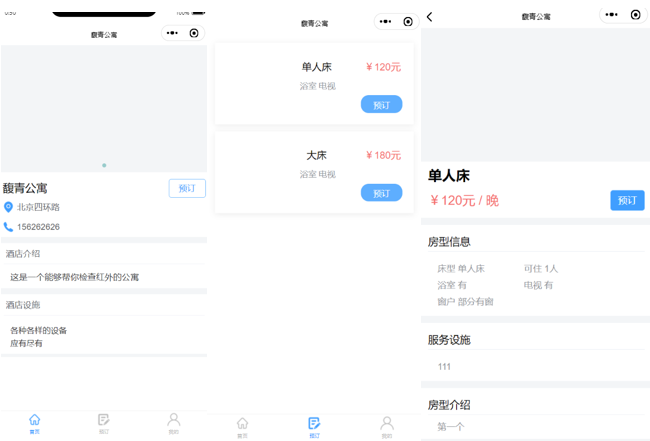 馥青公寓
馥青公寓
预订
北京四环路
156262626
酒店介绍
这是一个能够帮你检查红外的公寓
酒店设施
各种各样的设备
应有尽有
首页
预订
我的
馥青公寓
单人床
¥120元
浴室 电视
预订
大床
¥180元
浴室 电视
预订
首页
预订
我的
馥青公寓
单人床
¥120元 / 晚
预订
房型信息
床型 单人床
可住 1人
浴室 有
电视 有
窗户 部分有窗
服务设施
111
房型介绍
第一个